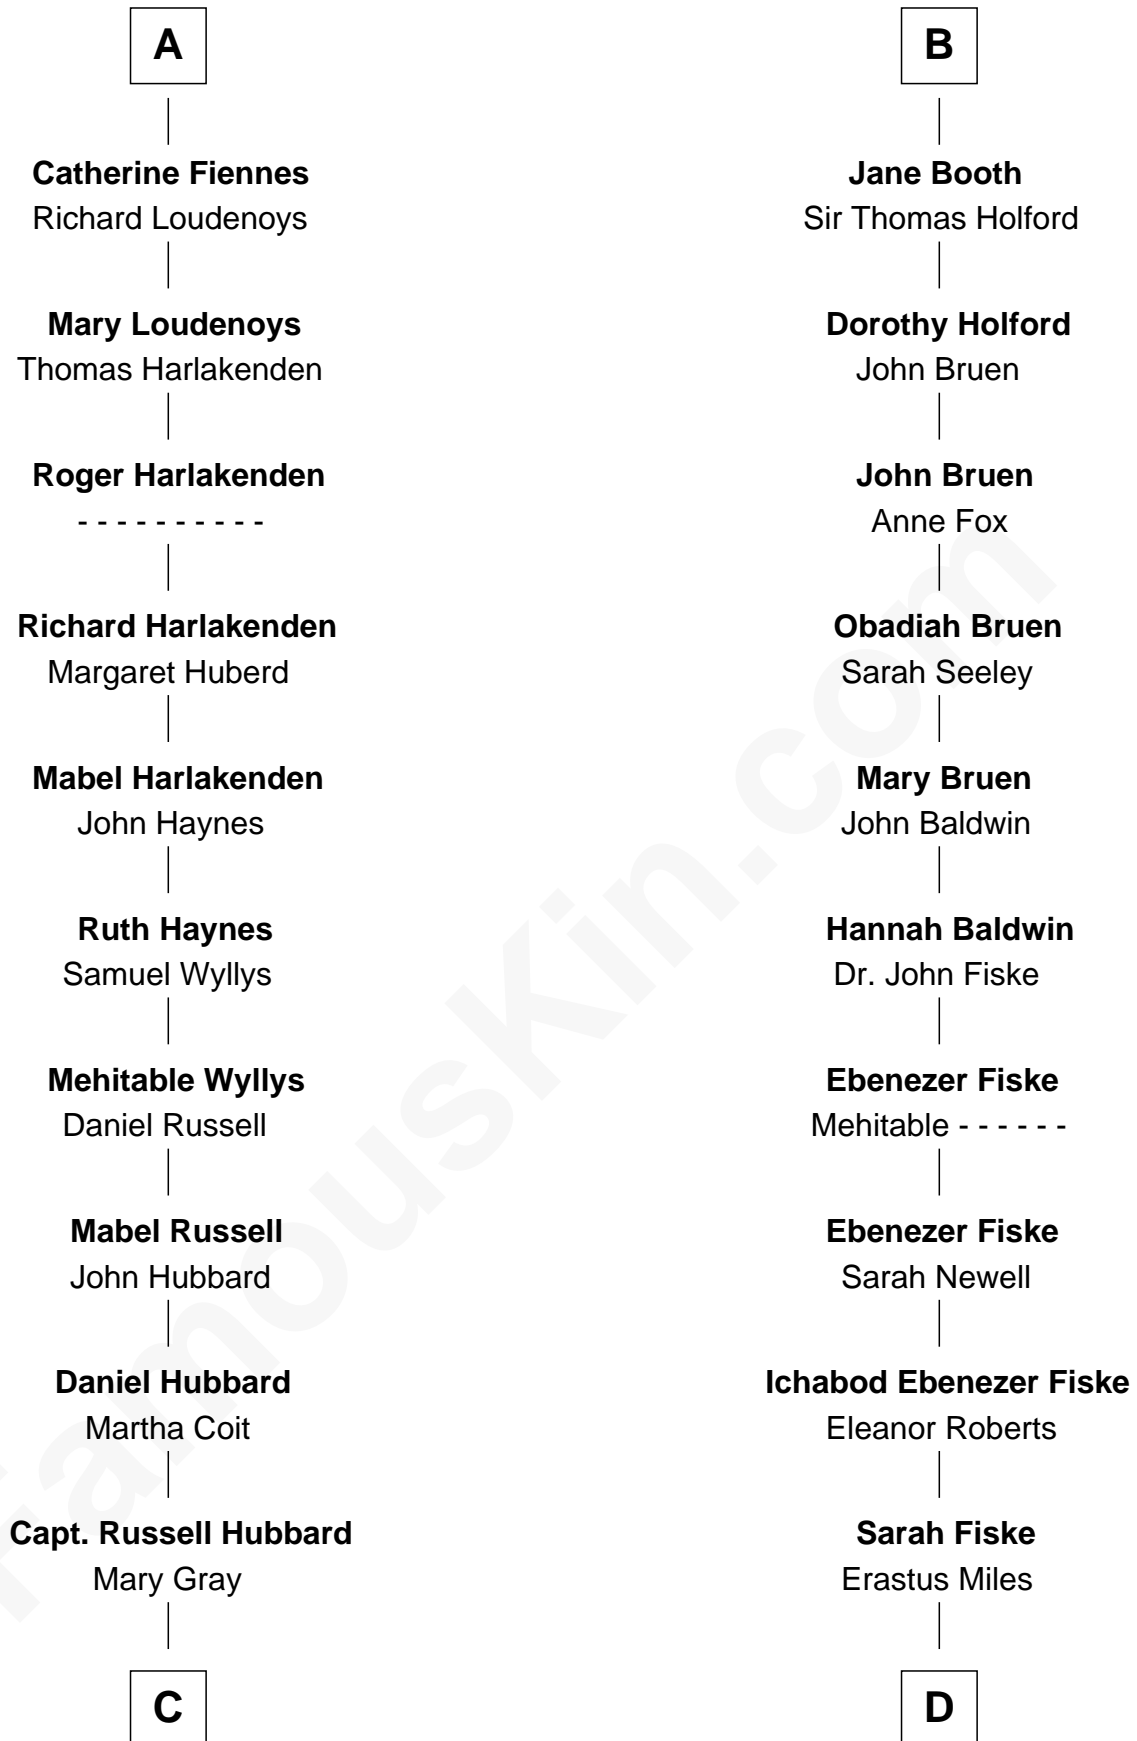 A
Catherine Fiennes
Richard Loudenoys
Mary Loudenoys
Thomas Harlakenden
Roger Harlakenden
- - - - - - - - - -
Richard Harlakenden
Margaret Huberd
Mabel Harlakenden
John Haynes
Ruth Haynes
Samuel Wyllys
Mehitable Wyllys
Daniel Russell
Mabel Russell
John Hubbard
Daniel Hubbard
Martha Coit
Capt. Russell Hubbard
Mary Gray
C
B
Jane Booth
Sir Thomas Holford
Dorothy Holford
John Bruen
John Bruen
Anne Fox
Obadiah Bruen
Sarah Seeley
Mary Bruen
John Baldwin
Hannah Baldwin
Dr. John Fiske
Ebenezer Fiske
Mehitable - - - - - -
Ebenezer Fiske
Sarah Newell
Ichabod Ebenezer Fiske
Eleanor Roberts
Sarah Fiske
Erastus Miles
D
FamousKin.com